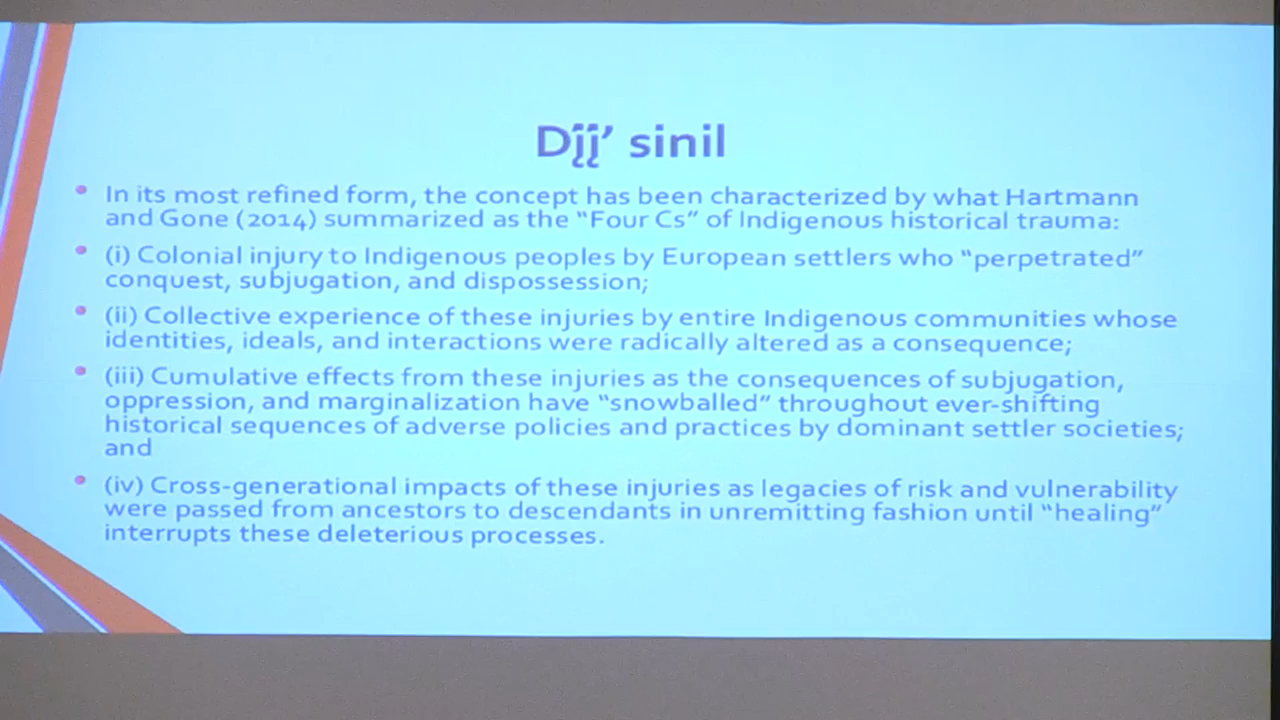 Dį̂į̂’ sinil
In its most refined form, the concept has been characterized by what Hartmann
and Gone (2014) summarized as the “Four Cs” of Indigenous historical trauma:
(i) Colonial injury to Indigenous peoples by European settlers who “perpetrated”
conquest, subjugation, and dispossession;
(ii) Collective experience of these injuries by entire Indigenous communities whose
identities, ideals, and interactions were radically altered as a consequence;
(iii) Cumulative effects from these injuries as the consequences of subjugation,
oppression, and marginalization have “snowballed” throughout ever-shifting
historical sequences of adverse policies and practices by dominant settler societies;
and
(iv) Cross-generational impacts of these injuries as legacies of risk and vulnerability
were passed from ancestors to descendants in unremitting fashion until “healing”
interrupts these deleterious processes.